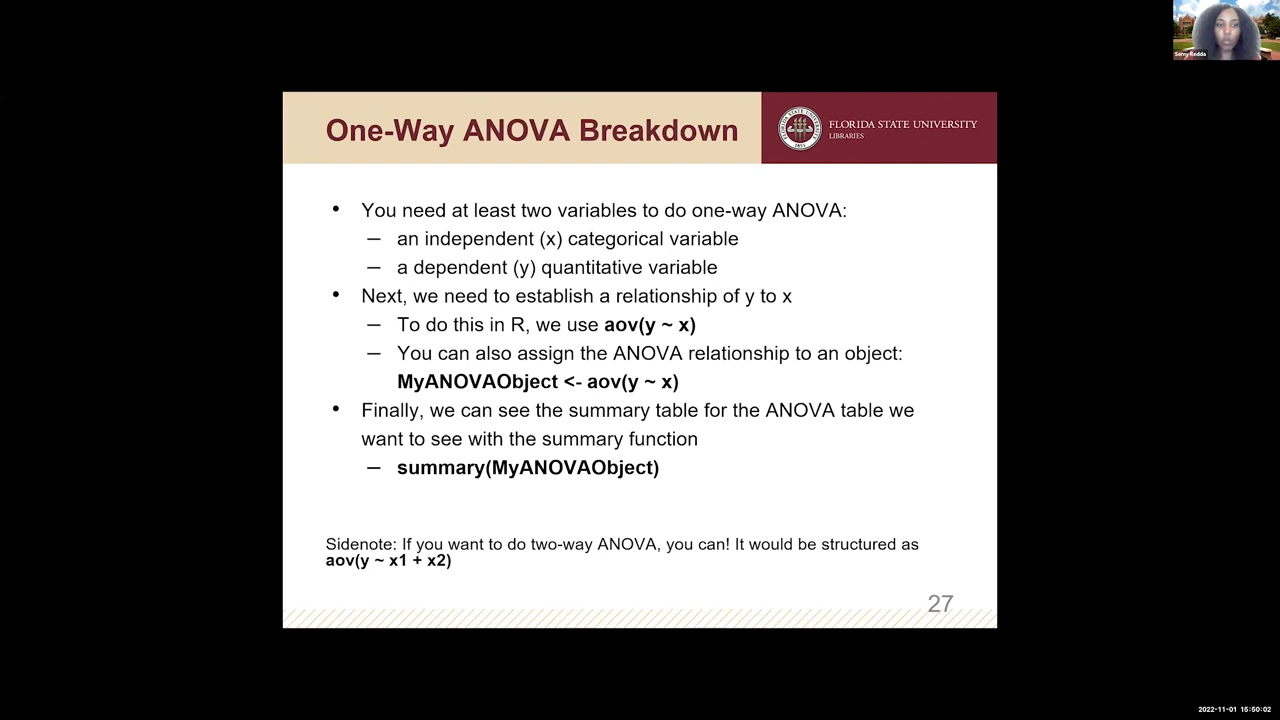 Samy Redda
One-Way ANOVA Breakdown
FLORIDA STATE UNIVERSITY
LIBRARIES
• You need at least two variables to do one-way ANOVA:
– an independent (x) categorical variable
– a dependent (y) quantitative variable
• Next, we need to establish a relationship of y to x
– To do this in R, we use aov(y ~ x)
– You can also assign the ANOVA relationship to an object:
MyANOVAObject <- aov(y ~ x)
• Finally, we can see the summary table for the ANOVA table we
want to see with the summary function
– summary(MyANOVAObject)
Sidenote: If you want to do two-way ANOVA, you can! It would be structured as
aov(y ~ x1 + x2)
27
2022-11-01 15:50:02